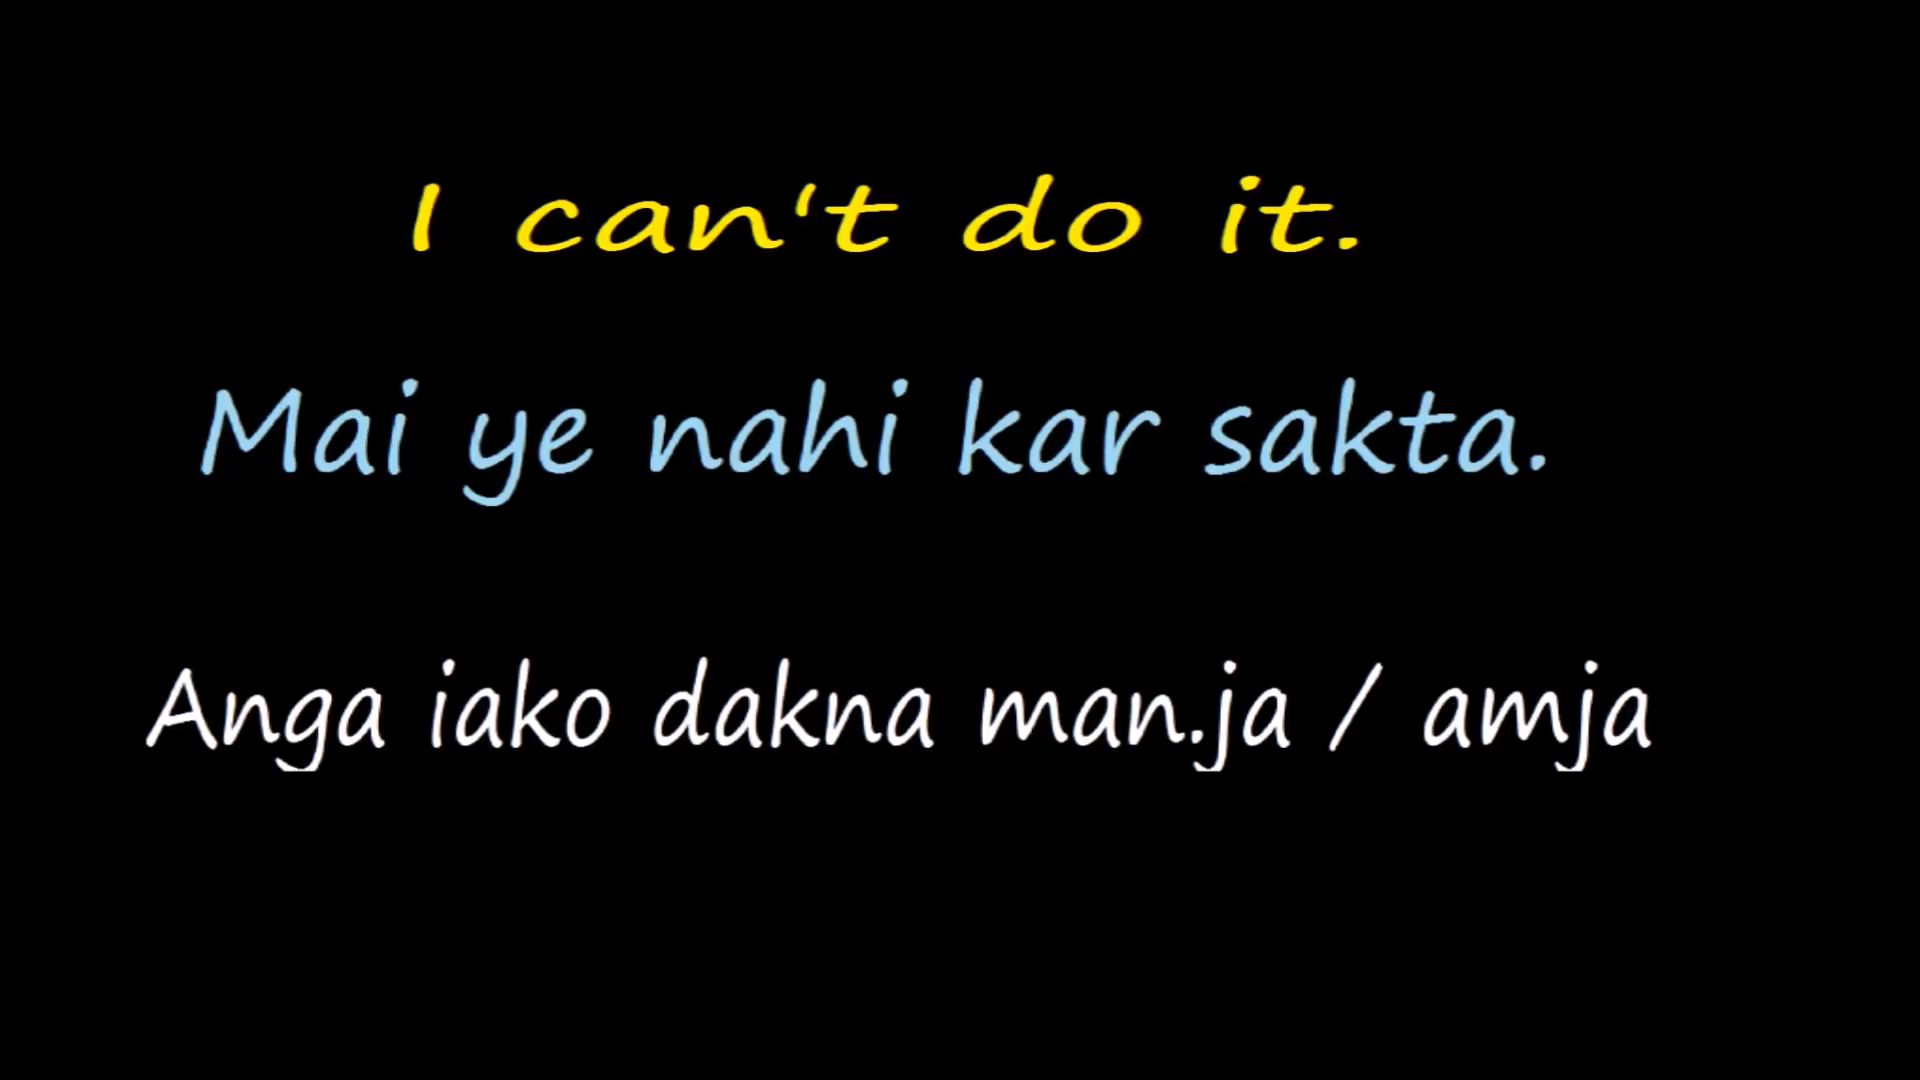 I can't do it.
Mai ye nahi kar sakta.
Anga iako dakna man.ja / amja